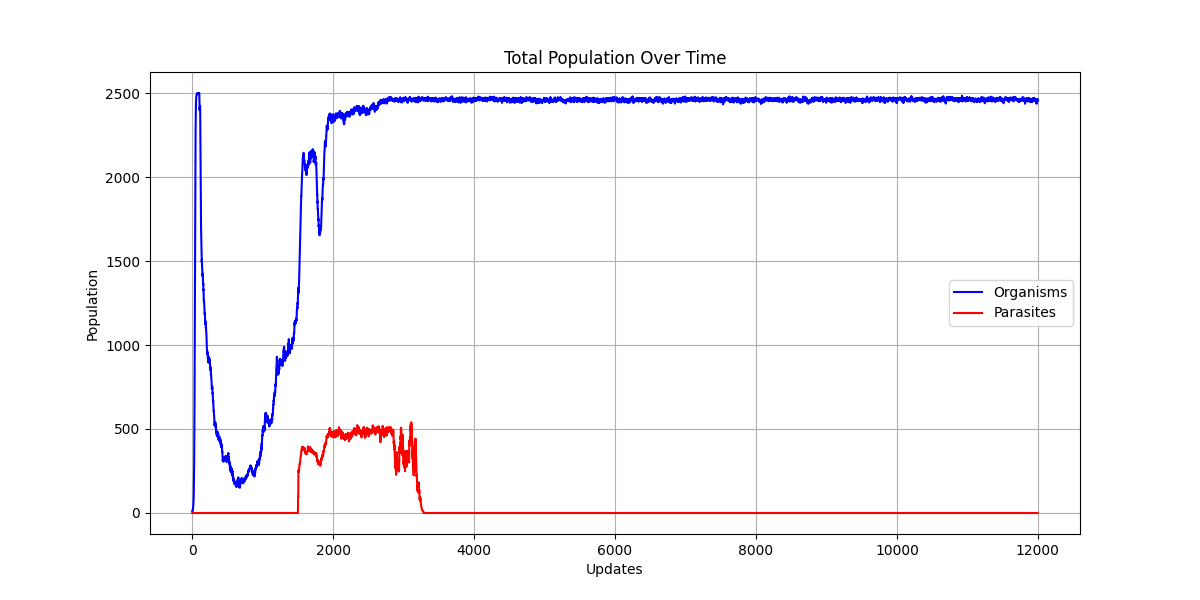 Total Population Over Time
Population
2500
2000
1500
1000
500
0
Organisms
Parasites
0 2000 4000 6000 8000 10000 12000
Updates